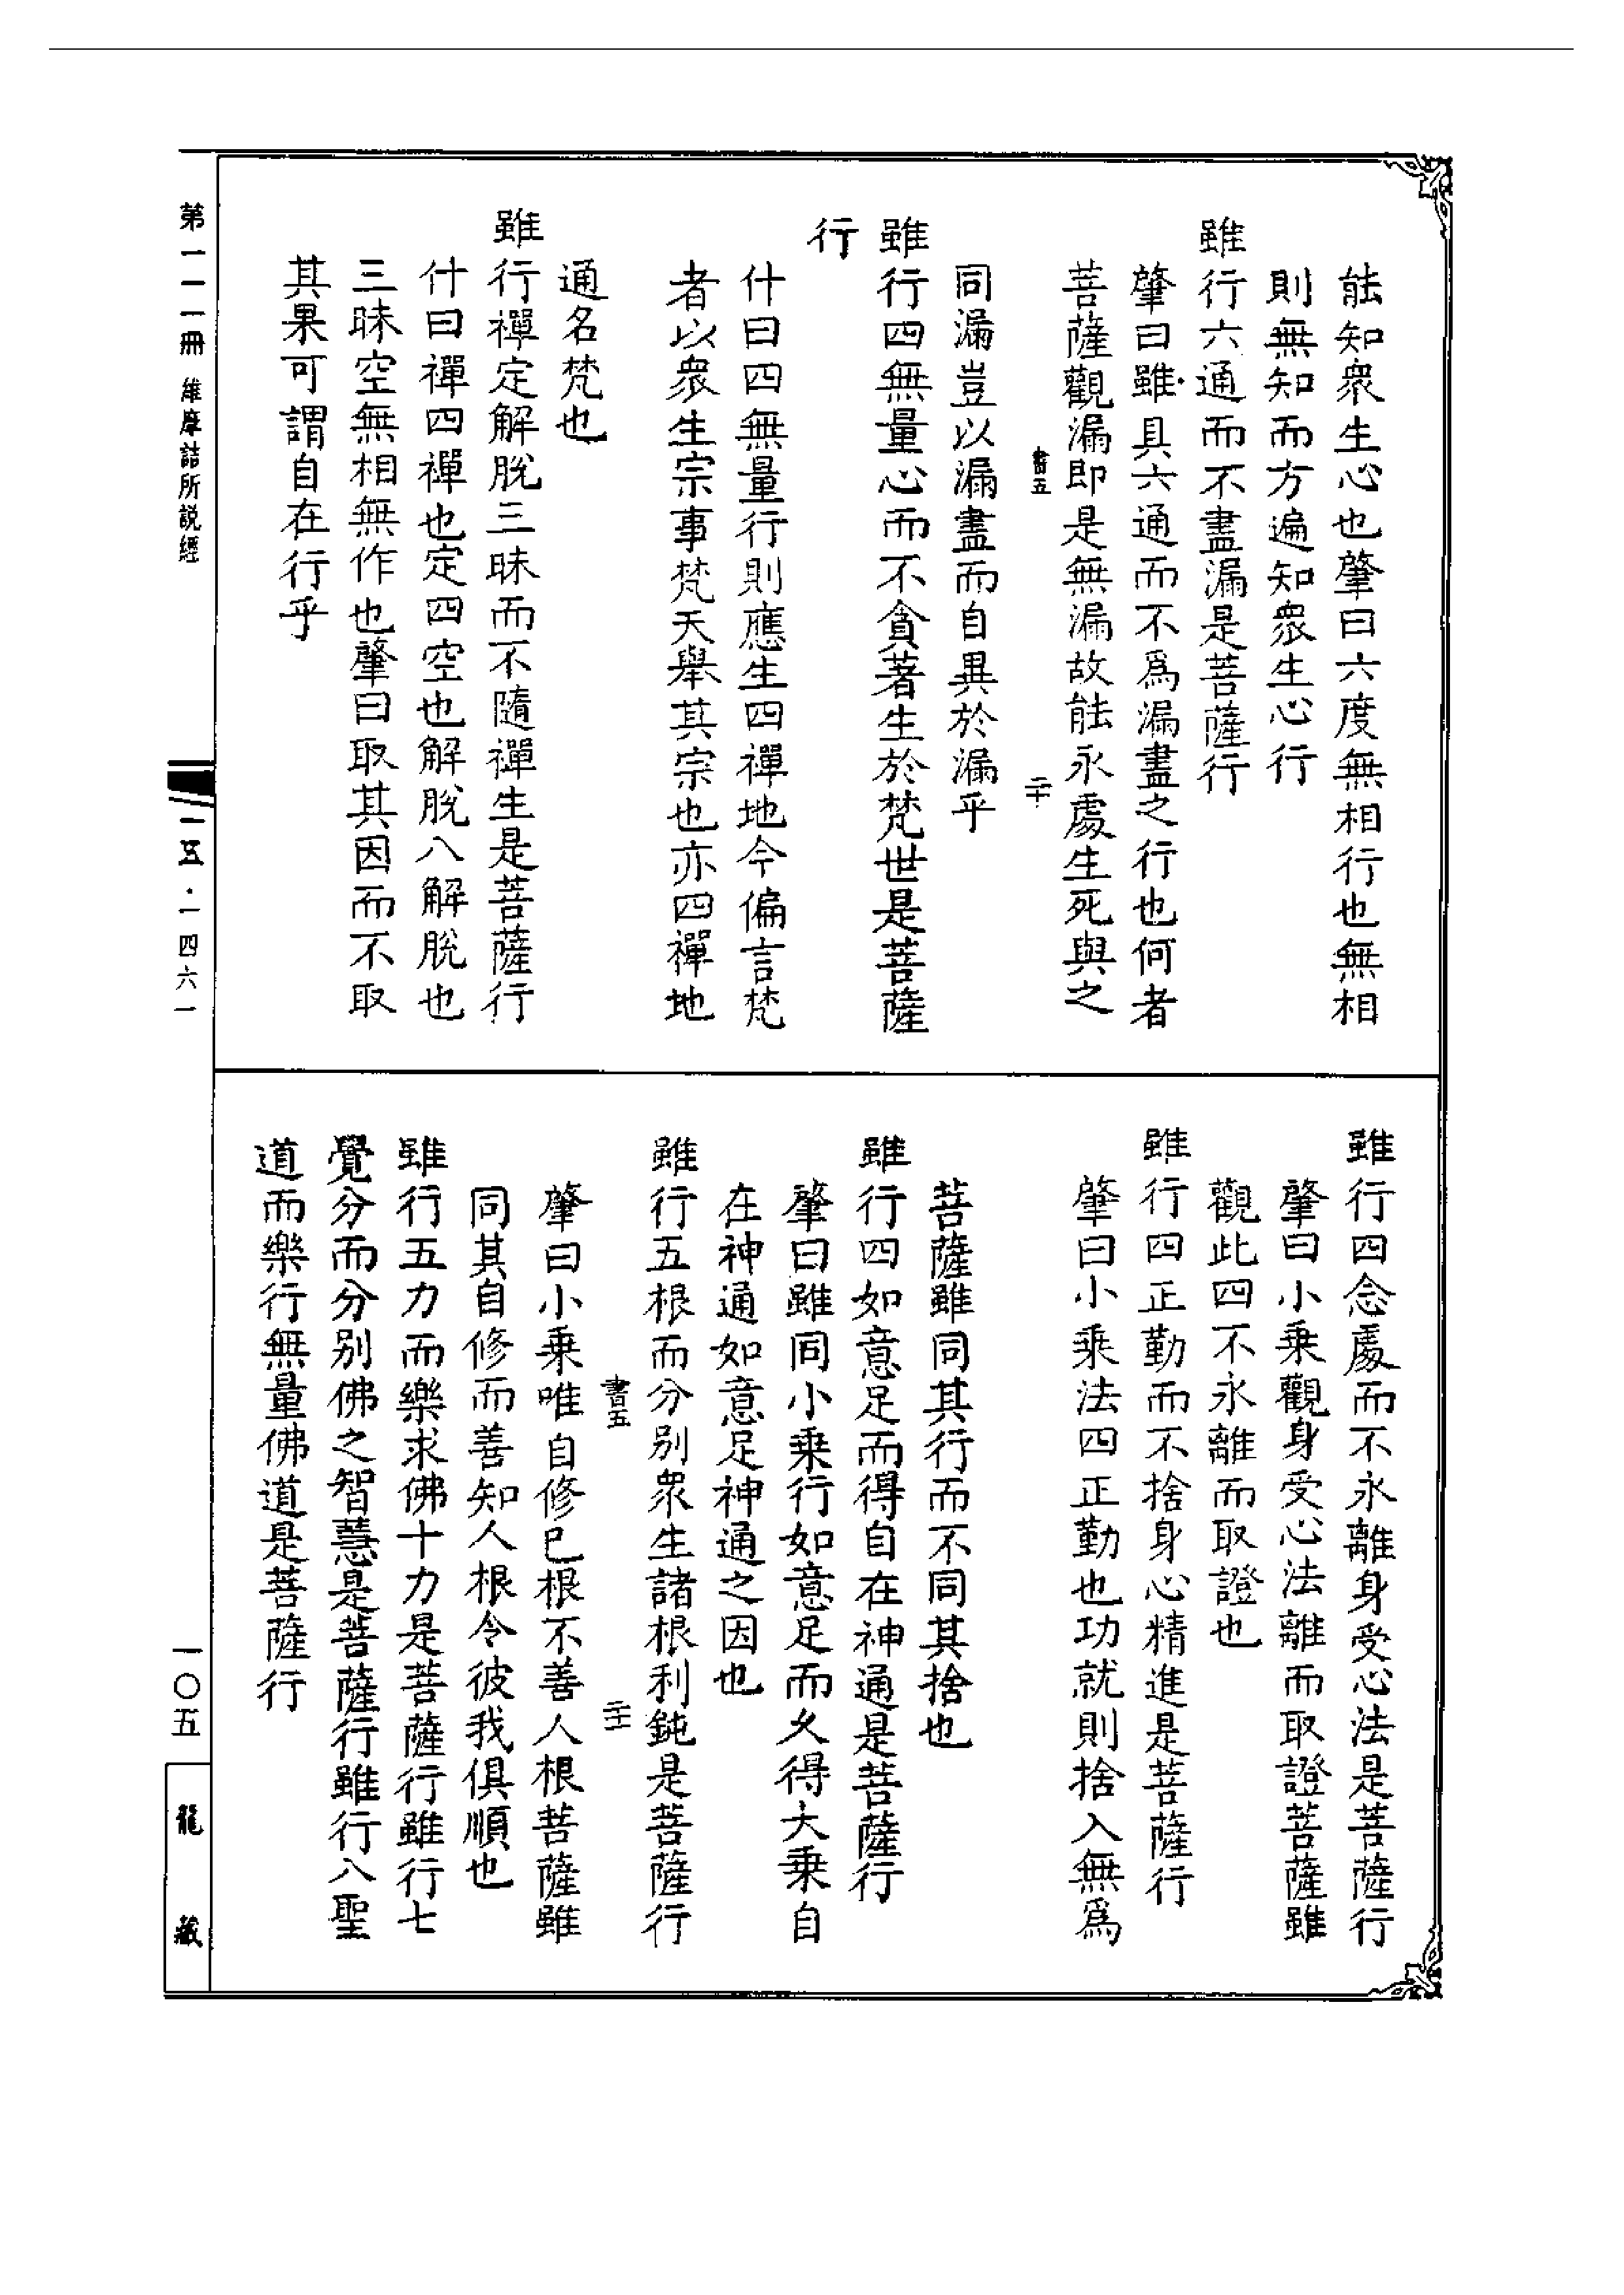 能知衆生心也肇曰六度無相行也無相
則無知而方遍知衆生心行
雖行六通而不盡漏是菩薩行
肇曰雖具六通而不爲漏盡之行也何者
菩薩觀漏即是無漏故能永處生死與之
書五
二十
同漏豈以漏盡而自異於漏乎
雖行四無量心而不貪著生於梵世是菩薩
行
什曰四無量行則應生四禪地今偏言梵
者以衆生宗事梵天舉其宗也亦四禪地
通名梵也
雖行禪定解脫三昧而不隨禪生是菩薩行
什曰禪四禪也定四空也解脫八解脫也
三昧空無相無作也肇曰取其因而不取
其果可謂自在行乎
雖行四念處而不永離身受心法是菩薩行
肇曰小乘觀身受心法離而取證菩薩雖
觀此四不永離而取證也
雖行四正勤而不捨身心精進是菩薩行
肇曰小乘法四正勤也功就則捨入無爲
菩薩雖同其行而不同其捨也
雖行四如意足而得自在神通是菩薩行
肇曰雖同小乘行如意足而久得大乘自
在神通如意足神通之因也
雖行五根而分别衆生諸根利鈍是菩薩行
書五
二十一
肇曰小乘唯自修已根不善人根菩薩雖
同其自修而善知人根令彼我俱順也
雖行五力而樂求佛十力是菩薩行雖行七
覺分而分别佛之智慧是菩薩行雖行八聖
道而樂行無量佛道是菩薩行
第一一一冊 維摩詰所説經
一五·一四六一
一〇五
龍藏